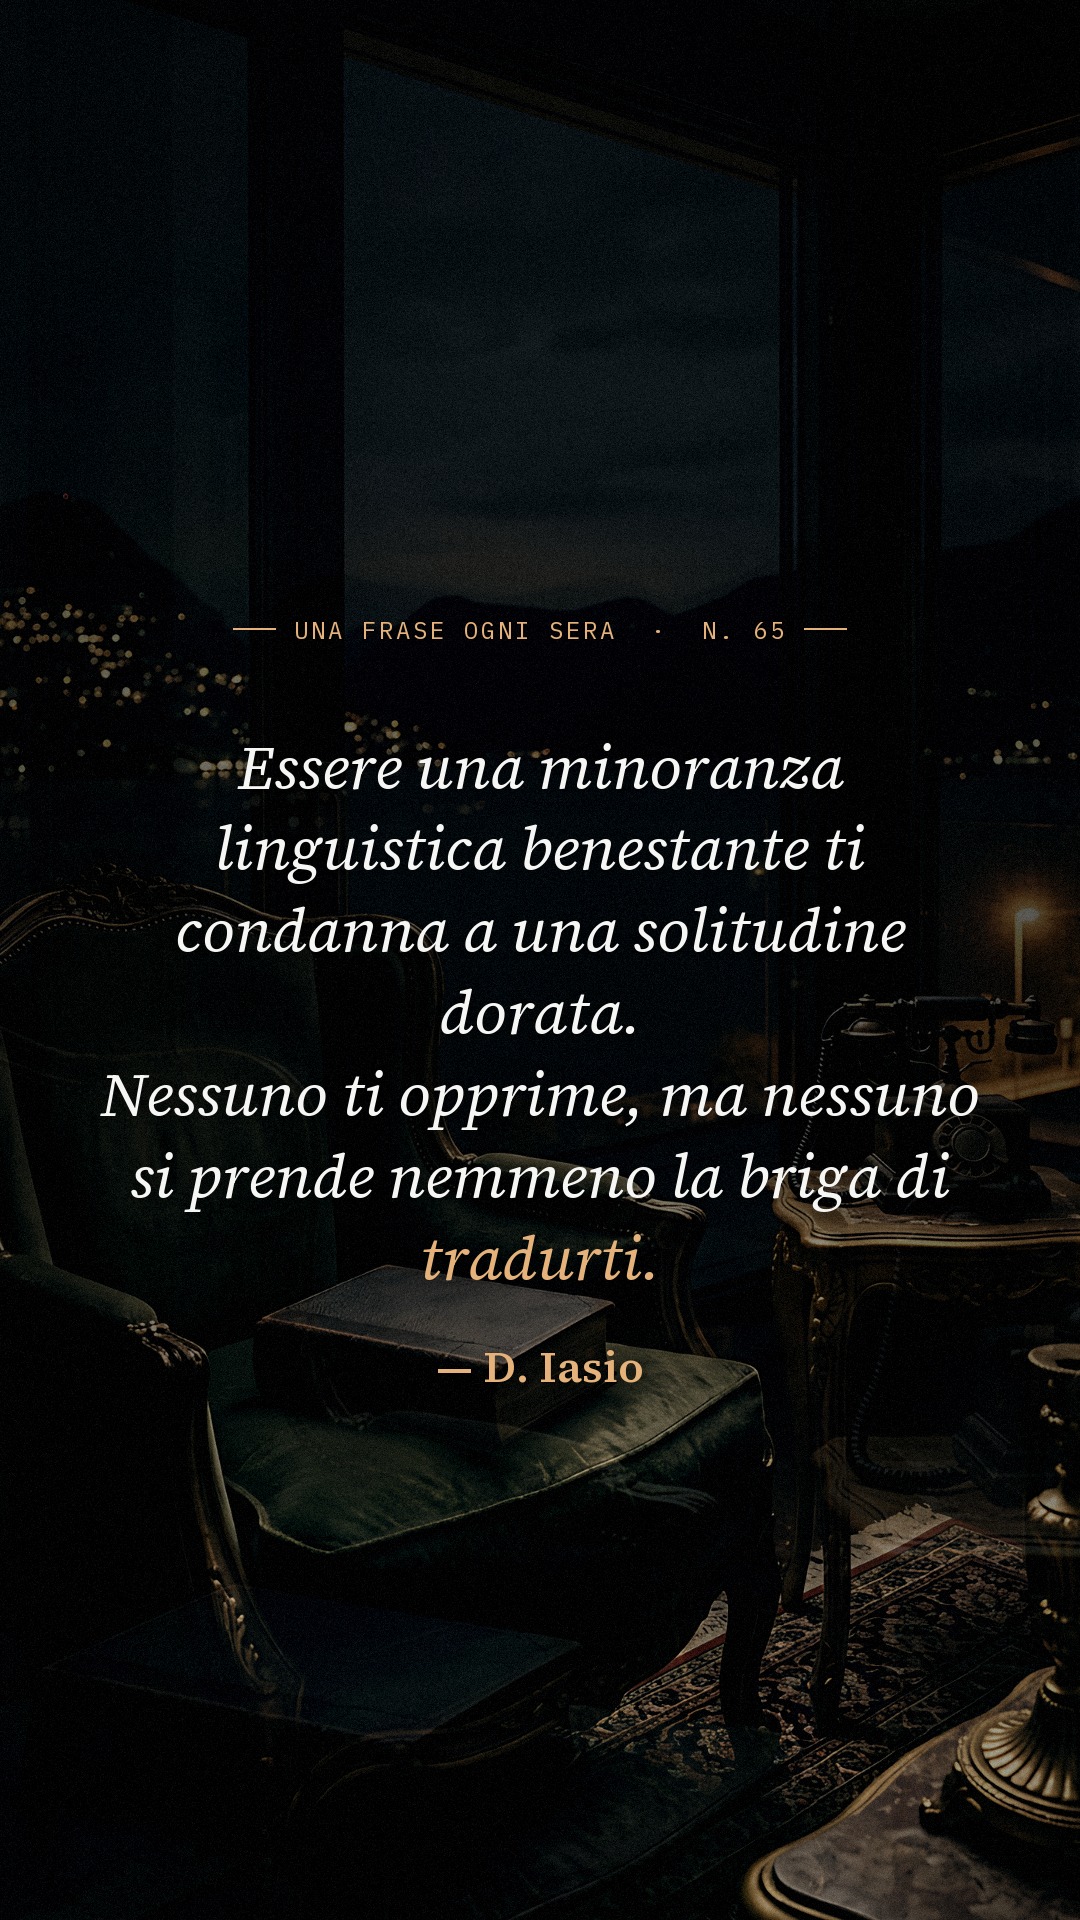 UNA FRASE OGNI SERA · N. 65
Essere una minoranza
linguistica benestante ti
condanna a una solitudine
dorata.
Nessuno ti opprime, ma nessuno
si prende nemmeno la briga di
tradurti.
— D. Iasio